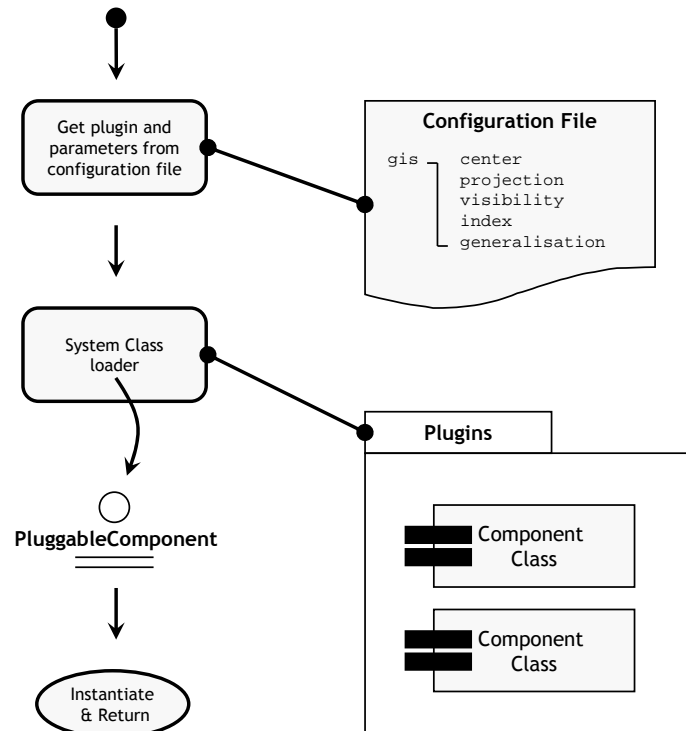 Get plugin and
parameters from
configuration file
Configuration File
gis center
projection
visibility
index
generalisation
System Class
loader
Plugins
PluggableComponent
Component
Class
Component
Class
Instantiate
& Return